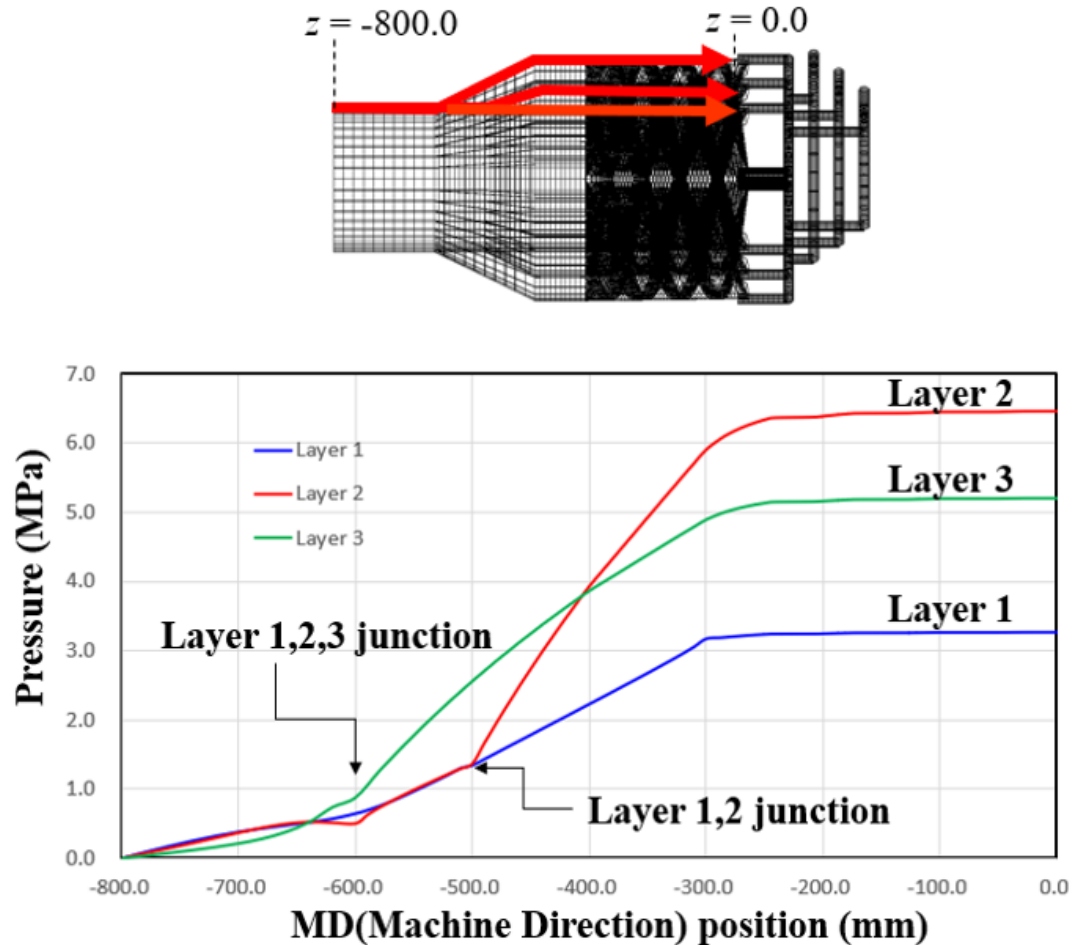 z = -800.0
z = 0.0
7.0
6.0
5.0
4.0
3.0
2.0
1.0
0.0
Pressure (MPa)
Layer 1
Layer 2
Layer 3
Layer 2
Layer 3
Layer 1
Layer 1,2,3 junction
Layer 1,2 junction
-800.0 -700.0 -600.0 -500.0 -400.0 -300.0 -200.0 -100.0 0.0
MD(Machine Direction) position (mm)